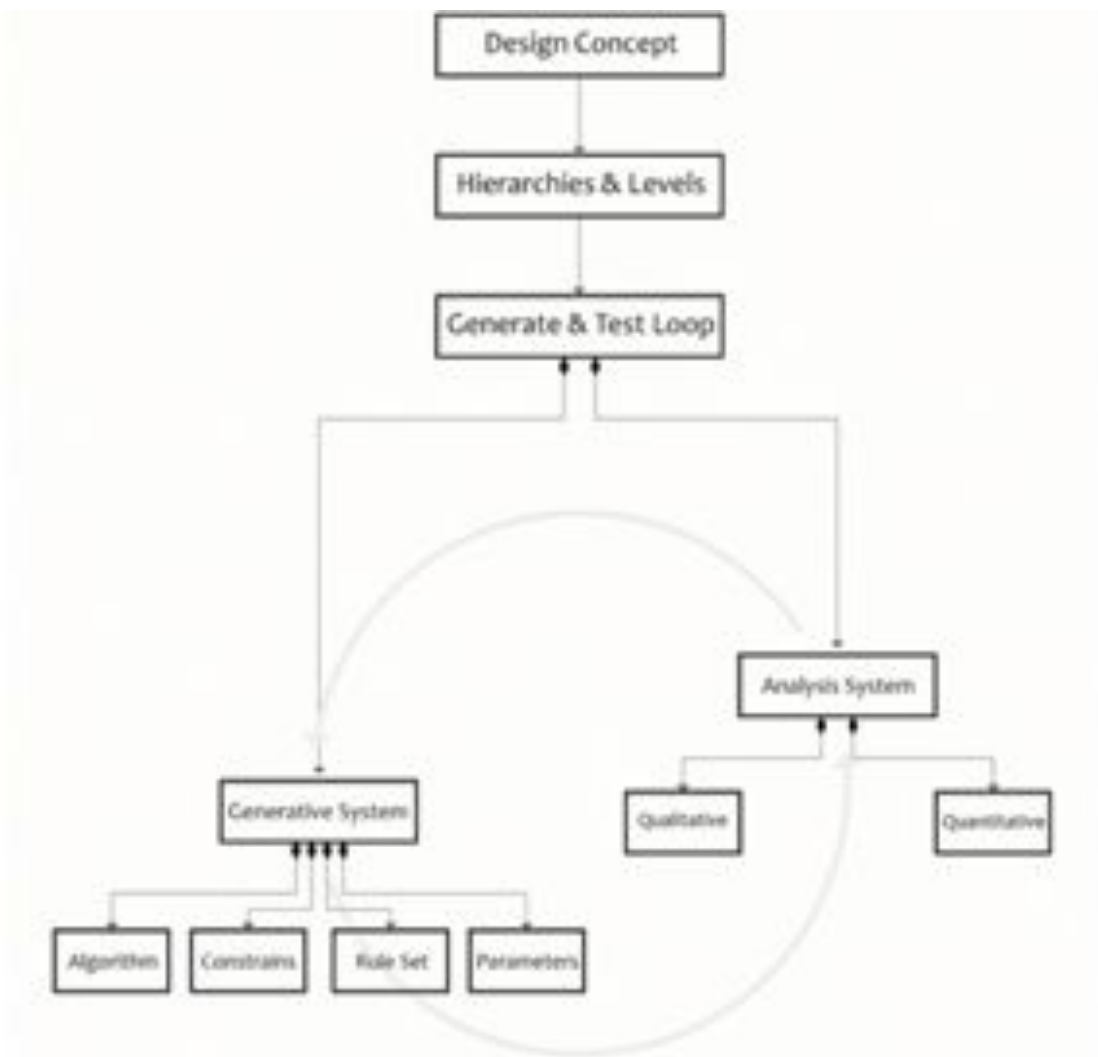 Design Concept
Hierarchies & Levels
Generate & Test Loop
Analysis System
Qualitative
Quantitative
Generative System
Algorithm
Constrains
Rule Set
Parameters